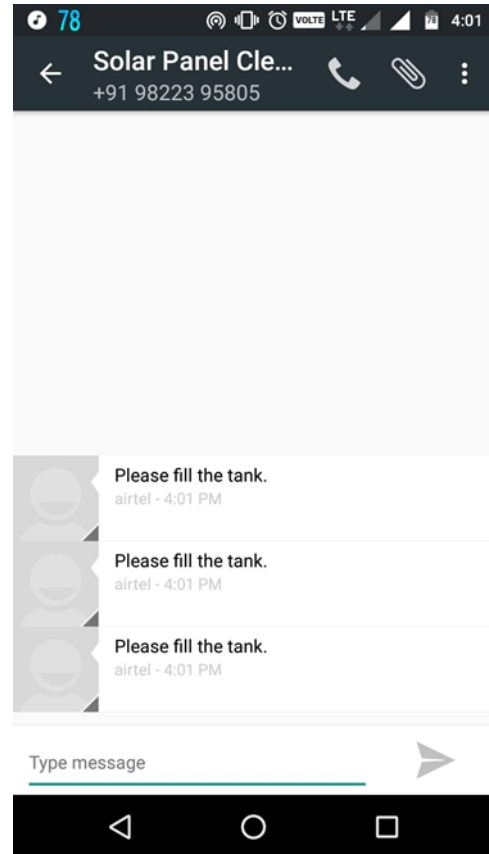 78 VOLTE LTE 78 4:01
Solar Panel Cle...
+91 98223 95805
Please fill the tank.
airtel - 4:01 PM
Please fill the tank.
airtel - 4:01 PM
Please fill the tank.
airtel - 4:01 PM
Type message